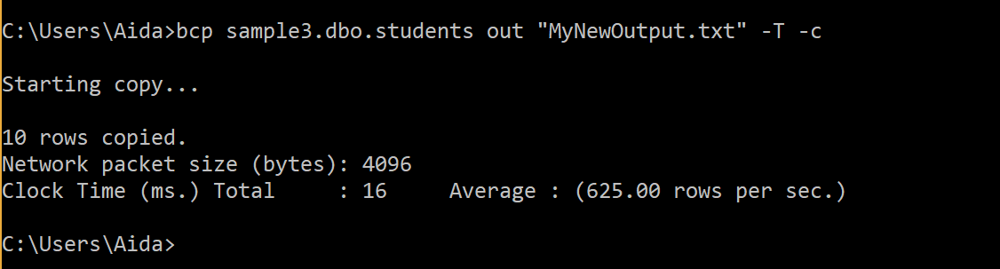 C:\Users\Aida>bcp sample3.dbo.students out "MyNewOutput.txt" -T -c
Starting copy...
10 rows copied.
Network packet size (bytes): 4096
Clock Time (ms.) Total     : 16     Average : (625.00 rows per sec.)
C:\Users\Aida>